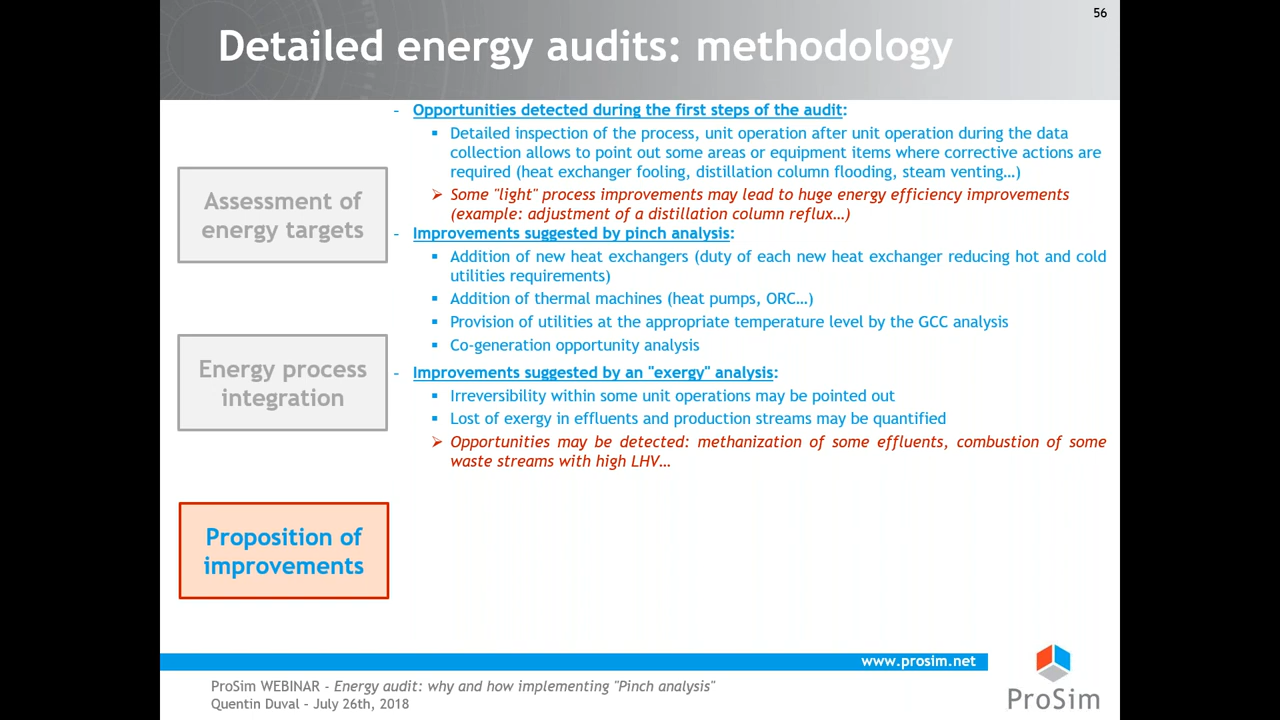 56
Detailed energy audits: methodology
- Opportunities detected during the first steps of the audit:
▪ Detailed inspection of the process, unit operation after unit operation during the data
collection allows to point out some areas or equipment items where corrective actions are
required (heat exchanger fooling, distillation column flooding, steam venting…)
➢ Some "light" process improvements may lead to huge energy efficiency improvements
(example: adjustment of a distillation column reflux…)
- Improvements suggested by pinch analysis:
▪ Addition of new heat exchangers (duty of each new heat exchanger reducing hot and cold
utilities requirements)
▪ Addition of thermal machines (heat pumps, ORC…)
▪ Provision of utilities at the appropriate temperature level by the GCC analysis
▪ Co-generation opportunity analysis
- Improvements suggested by an "exergy" analysis:
▪ Irreversibility within some unit operations may be pointed out
▪ Lost of exergy in effluents and production streams may be quantified
➢ Opportunities may be detected: methanization of some effluents, combustion of some
waste streams with high LHV…
Assessment of
energy targets
Energy process
integration
Proposition of
improvements
www.prosim.net
ProSim WEBINAR - Energy audit: why and how implementing "Pinch analysis"
Quentin Duval – July 26th, 2018
ProSim